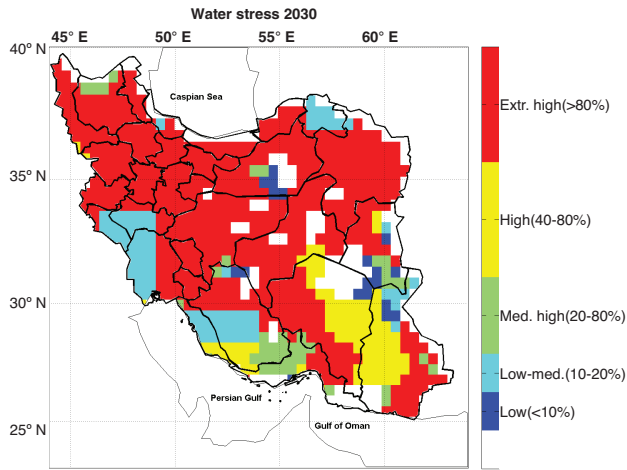 Water stress 2030
45° E 50° E 55° E 60° E
40° N
35° N
30° N
25° N
Caspian Sea
Persian Gulf
Gulf of Oman
Extr. high(>80%)
High(40-80%)
Med. high(20-80%)
Low-med.(10-20%)
Low(<10%)